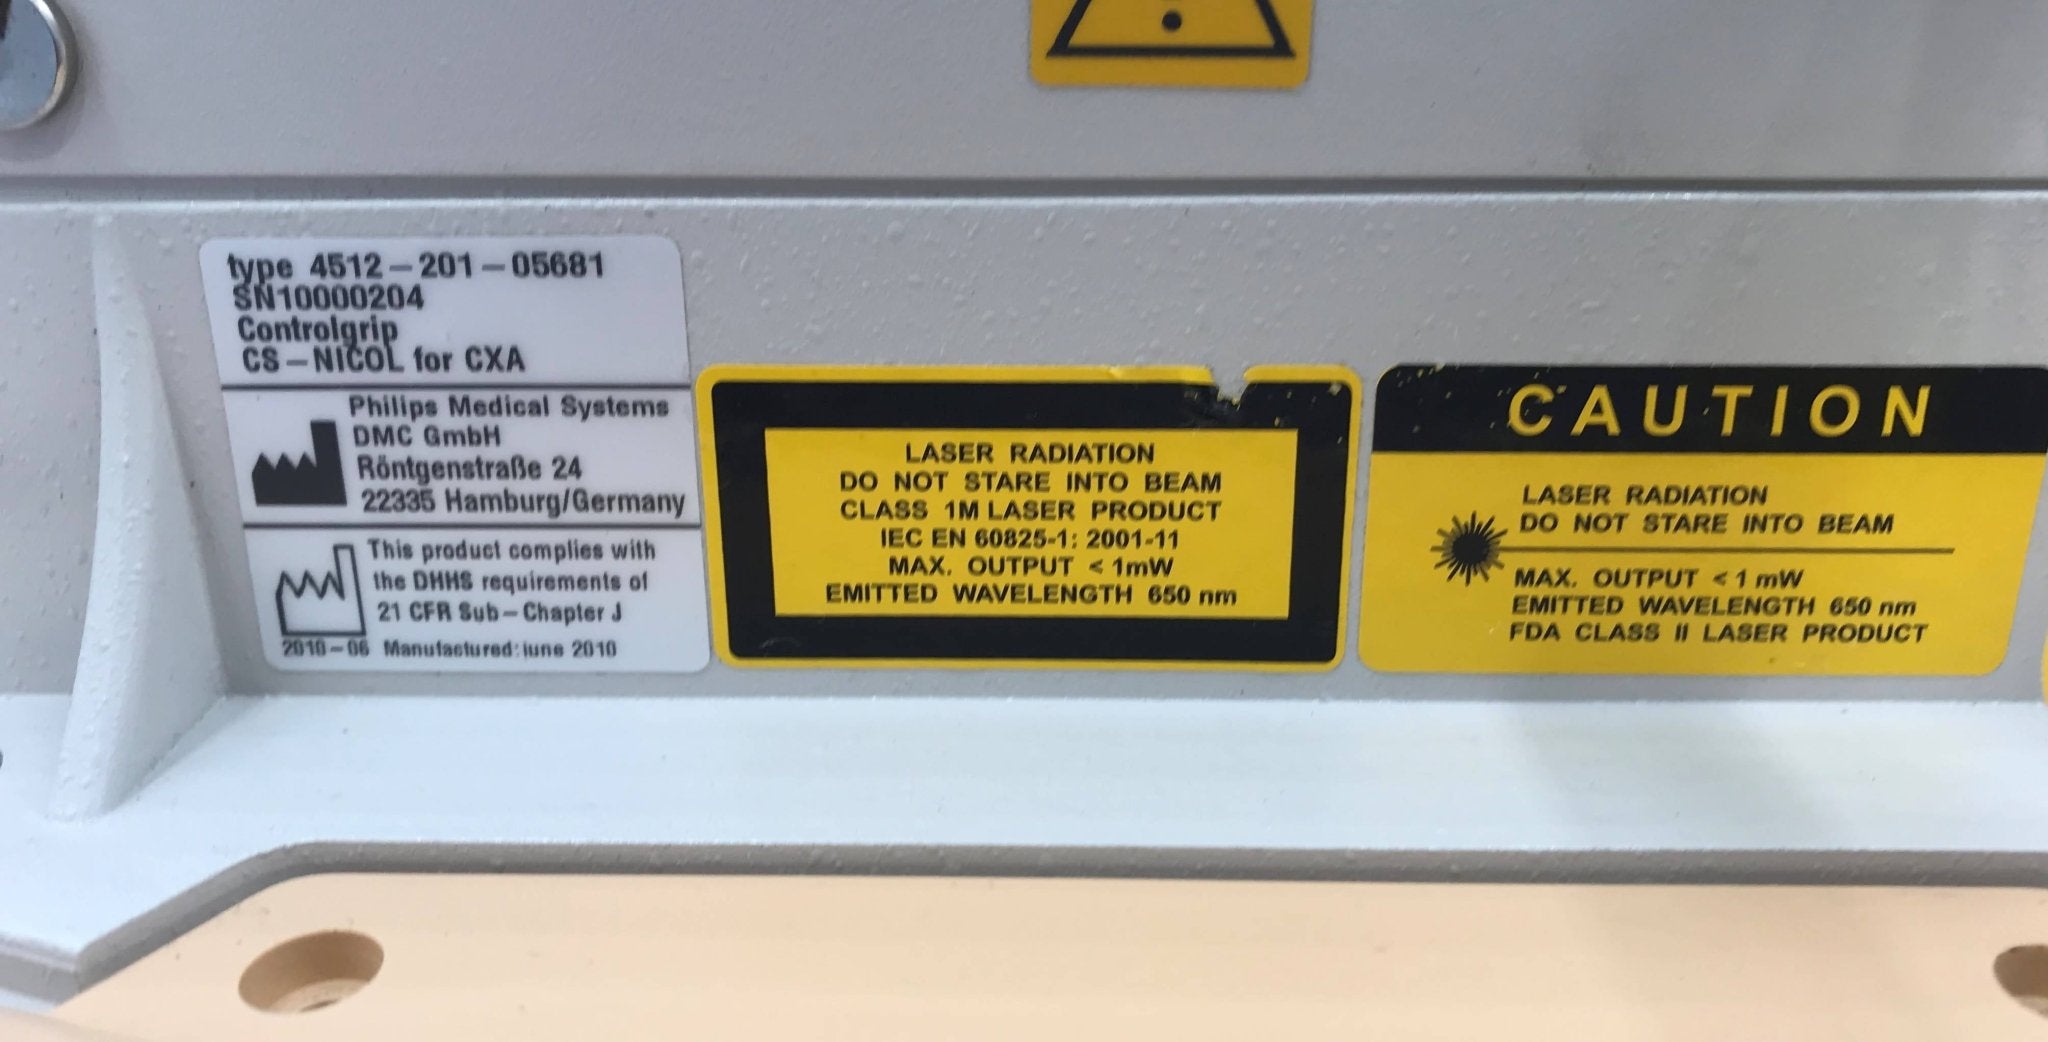 type 4512-201-05681
SN10000204
Controlgrip
CS-NICOL for CXA
Philips Medical Systems
DMC GmbH
Röntgenstraße 24
22335 Hamburg/Germany
This product complies with
the DHHS requirements of
21 CFR Sub-Chapter J
2010-06 Manufactured: june 2010
LASER RADIATION
DO NOT STARE INTO BEAM
CLASS 1M LASER PRODUCT
IEC EN 60825-1: 2001-11
MAX. OUTPUT < 1mW
EMITTED WAVELENGTH 650 nm
CAUTION
LASER RADIATION
DO NOT STARE INTO BEAM
MAX. OUTPUT < 1 mW
EMITTED WAVELENGTH 650 nm
FDA CLASS II LASER PRODUCT